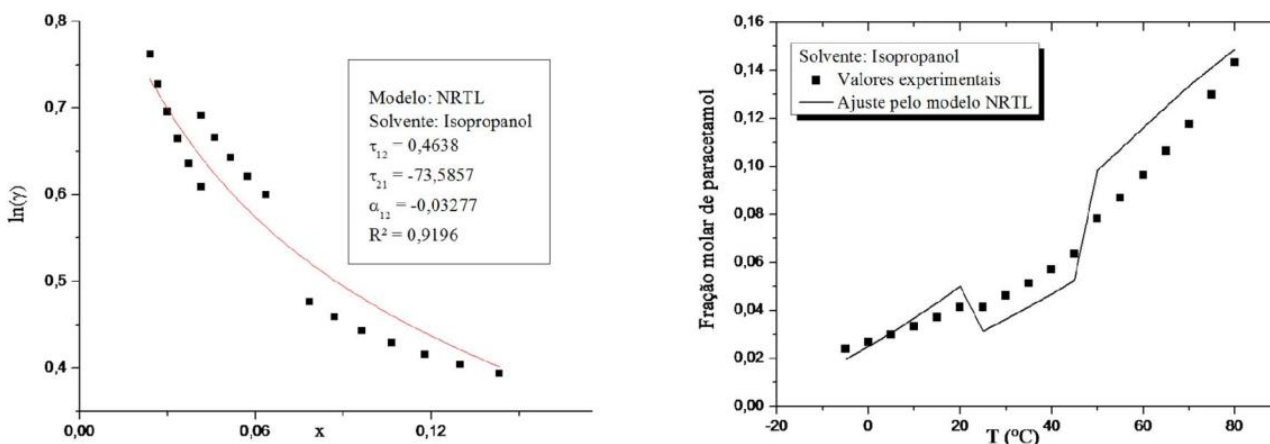 0,8
0,7
0,6
0,5
0,4
ln(γ)
Modelo: NRTL
Solvente: Isopropanol
τ₁₂ = 0,4638
τ₂₁ = -73,5857
α₁₂ = -0,03277
R² = 0,9196
0,00 0,06 0,12
x
0,16
0,14
0,12
0,10
0,08
0,06
0,04
0,02
0,00
Fração molar de paracetamol
Solvente: Isopropanol
Valores experimentais
Ajuste pelo modelo NRTL
-20 0 20 40 60 80
T (ºC)